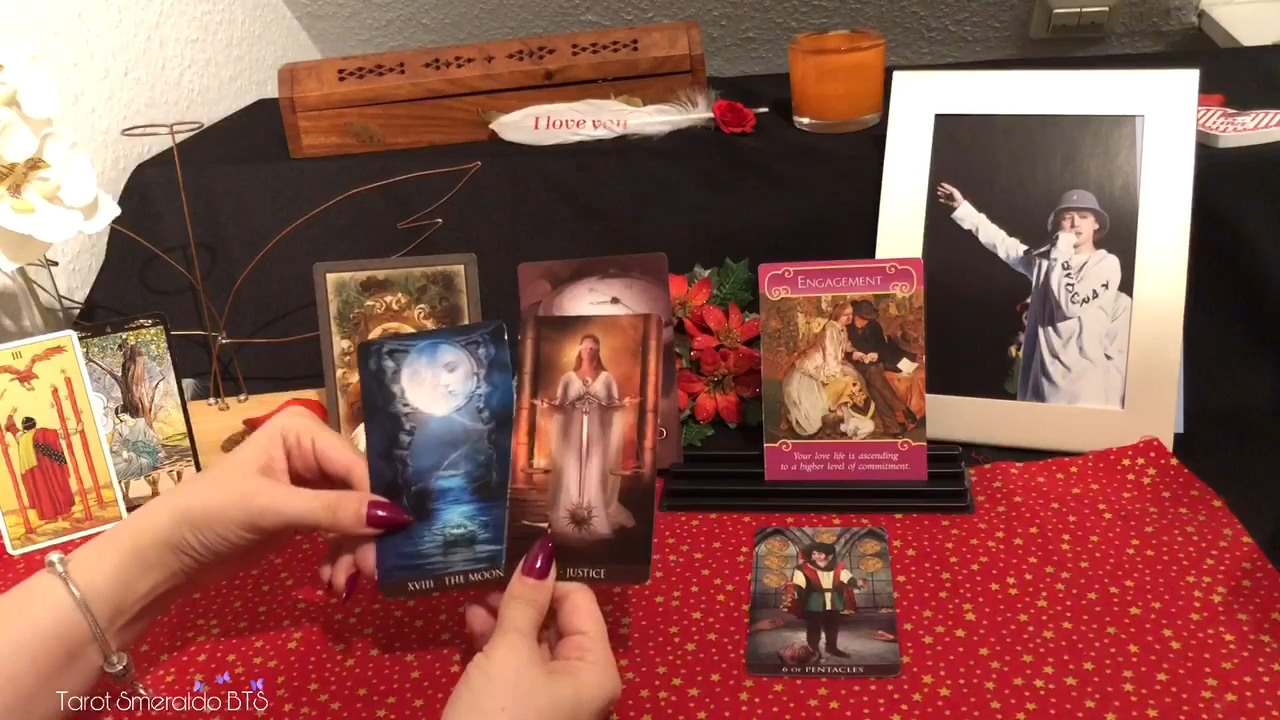 I love you
ENGAGEMENT
Your love life is ascending
to a higher level of commitment.
III
XVIII · THE MOON
· JUSTICE
6 OF PENTACLES
Tarot Smeraldo BTS